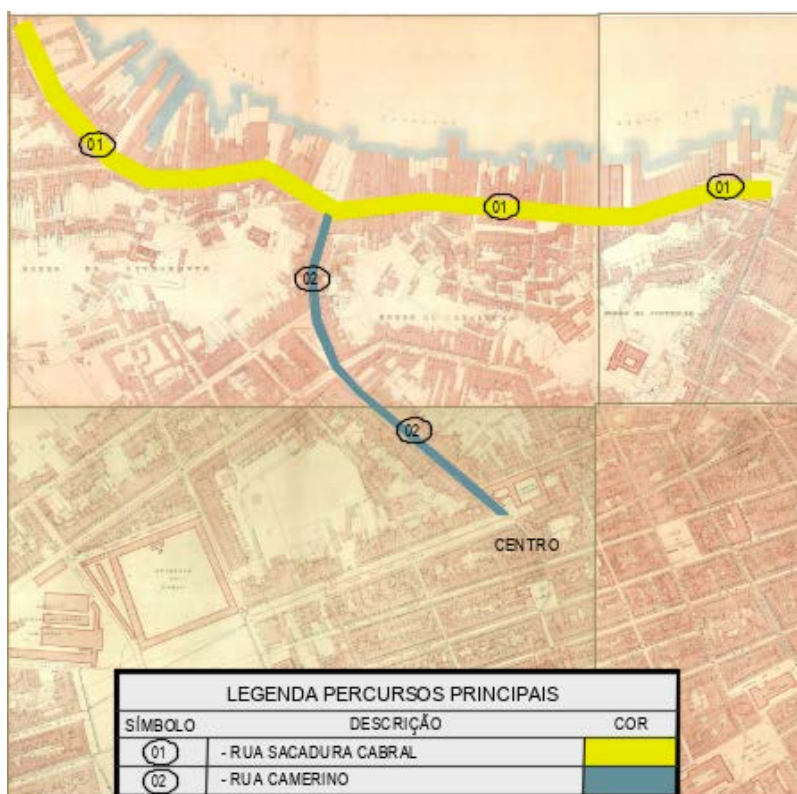 01
01
01
02
02
CENTRO
LEGENDA PERCURSOS PRINCIPAIS
SÍMBOLO DESCRIÇÃO COR
01 - RUA SACADURA CABRAL
02 - RUA CAMERINO